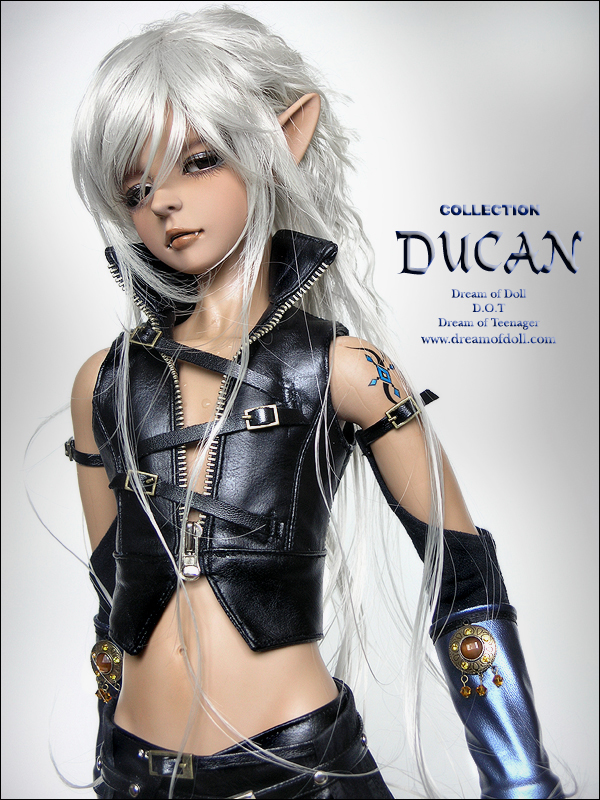 COLLECTION
DUCAN
Dream of Doll
D.O.T
Dream of Teenager
www.dreamofdoll.com